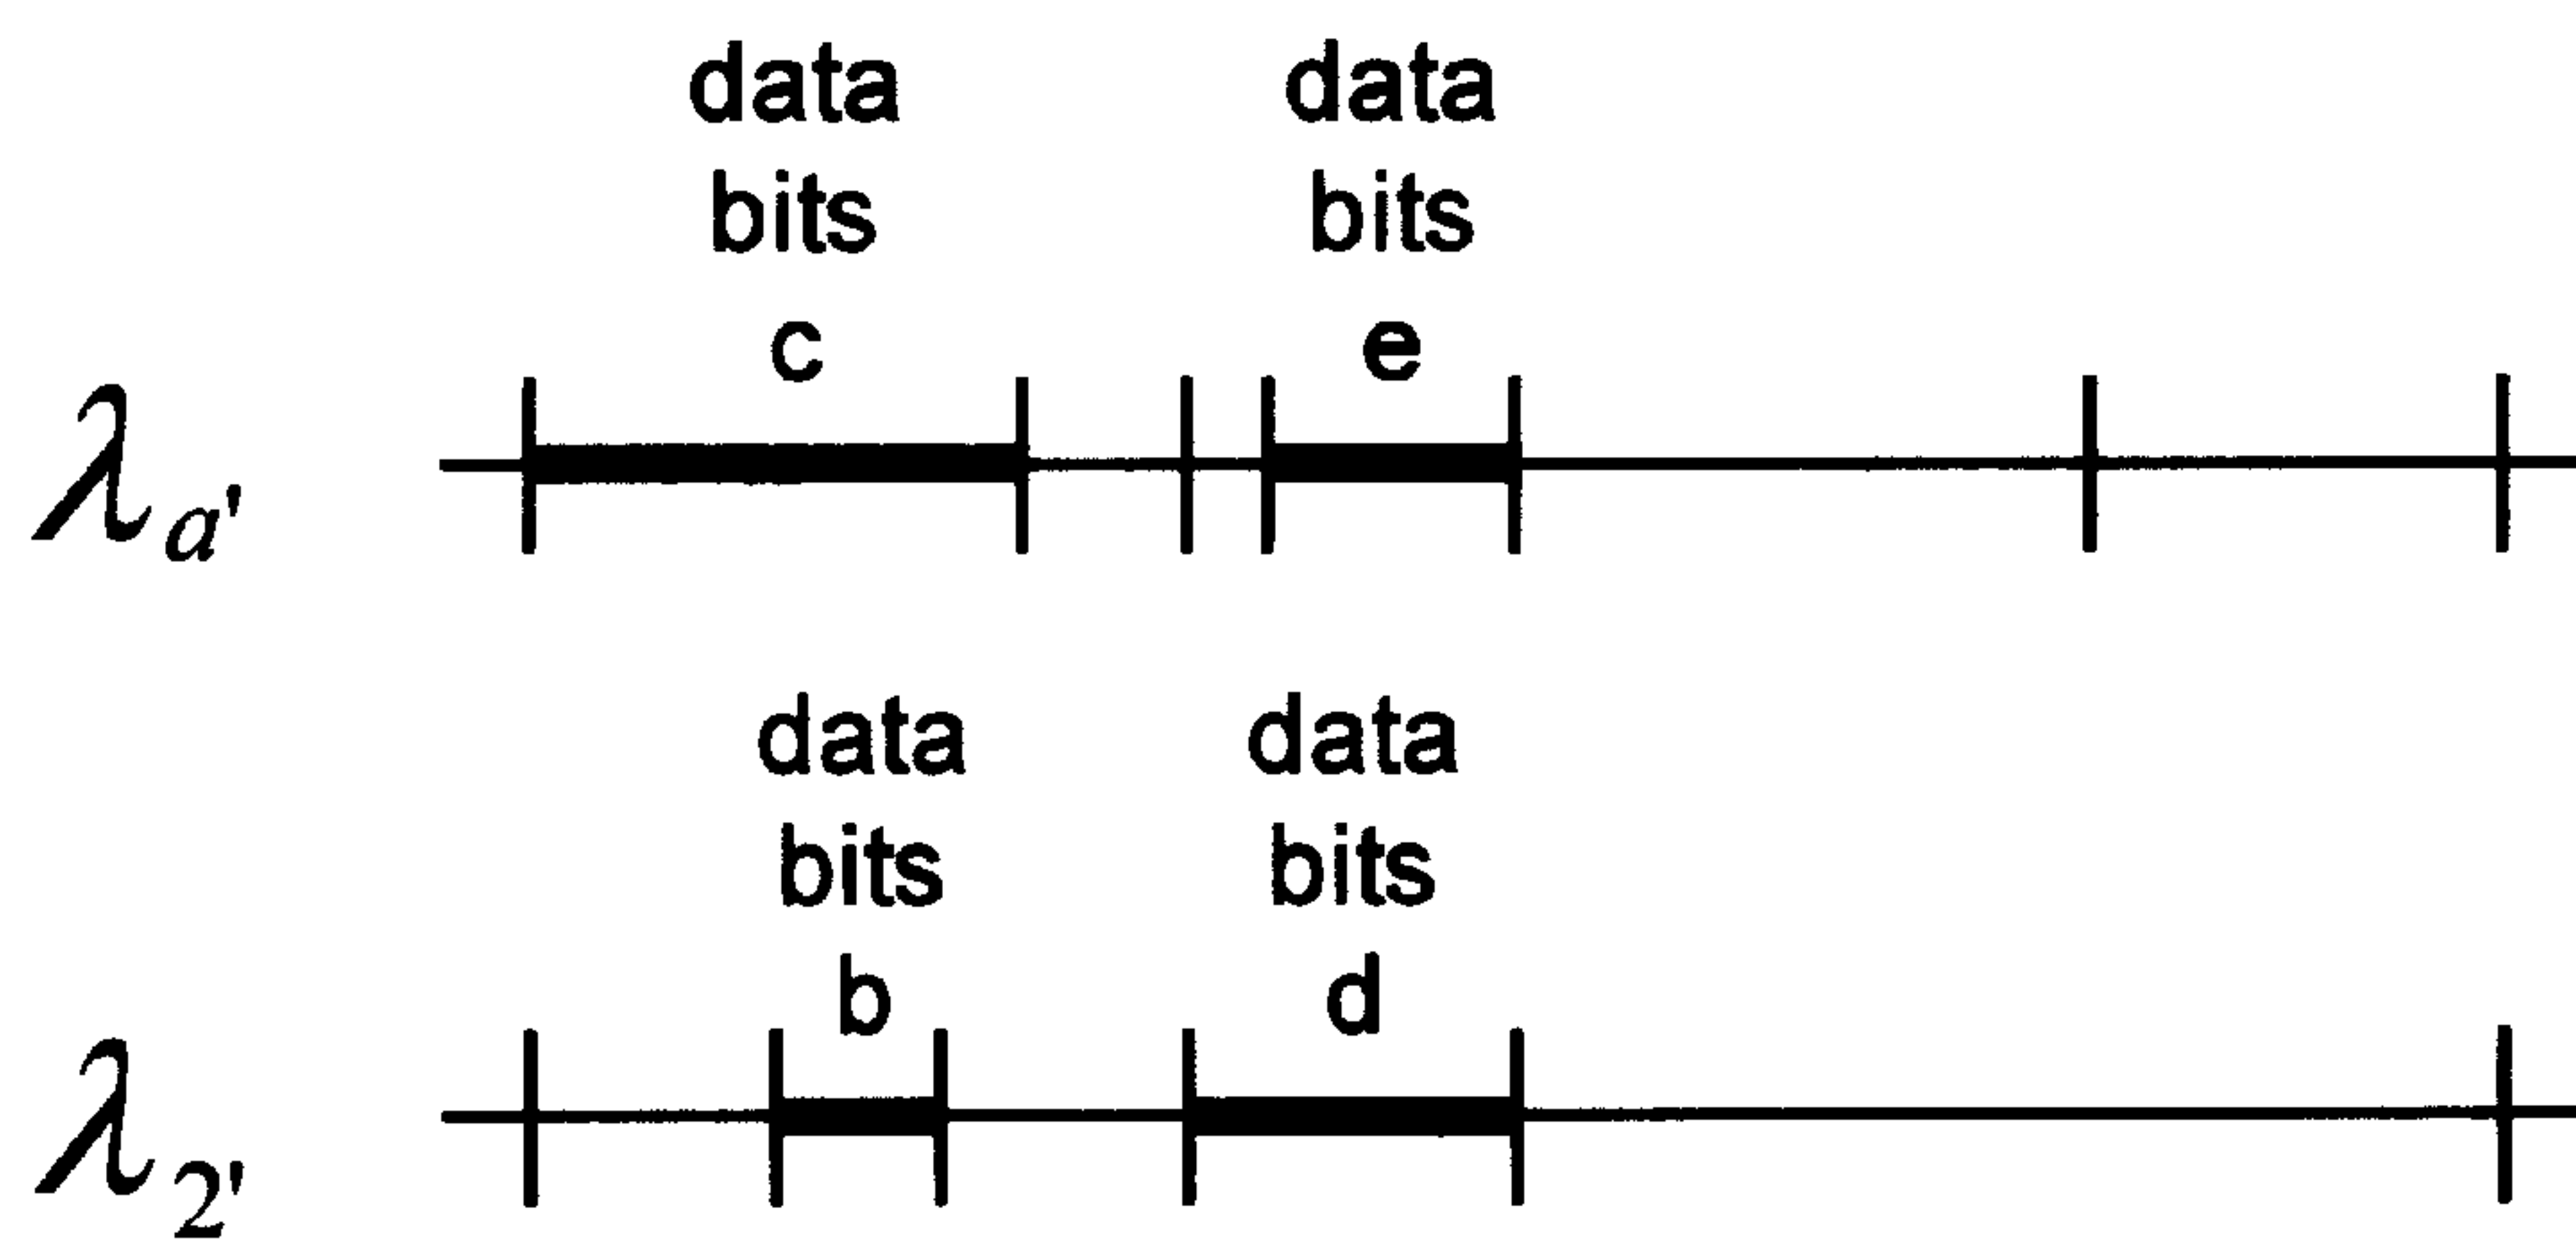 data data
bits bits
c e
λa'
data data
bits bits
b d
λ2'